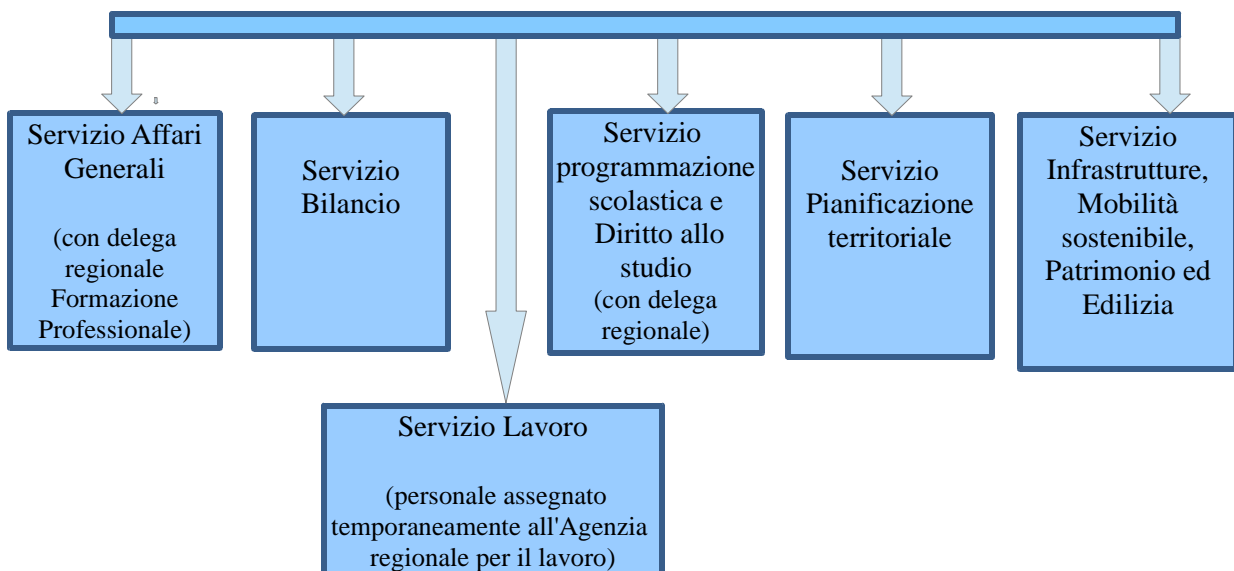 Servizio Affari
Generali
(con delega
regionale
Formazione
Professionale)
Servizio
Bilancio
Servizio
programmazione
scolastica e
Diritto allo
studio
(con delega
regionale)
Servizio
Pianificazione
territoriale
Servizio
Infrastrutture,
Mobilità
sostenibile,
Patrimonio ed
Edilizia
Servizio Lavoro
(personale assegnato
temporaneamente all'Agenzia
regionale per il lavoro)